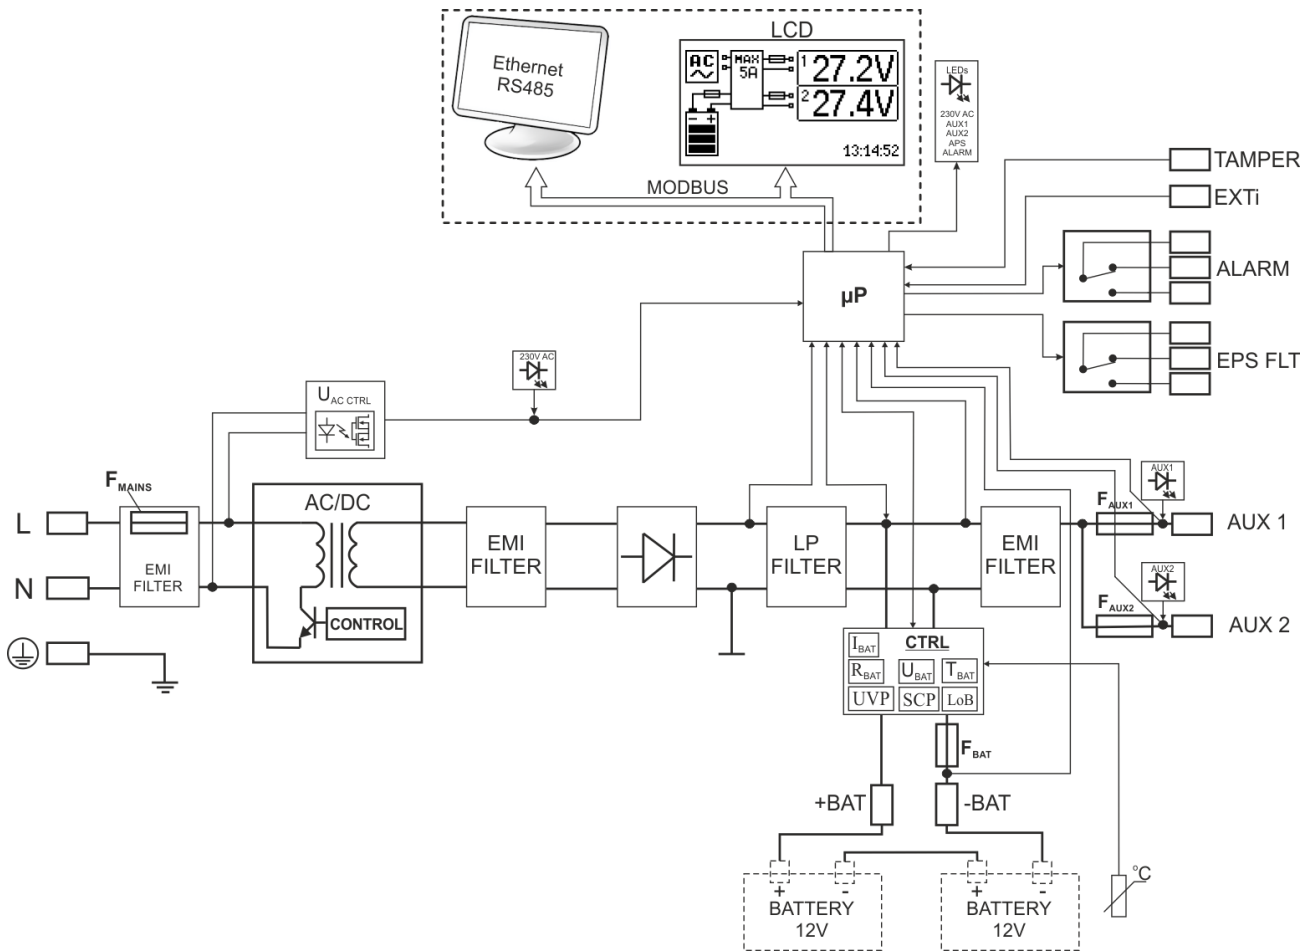 LCD
Ethernet
RS485
AC
MAX
5A
1 27.2V
2 27.4V
- +
13:14:52
MODBUS
LEDs
230V AC
AUX1
AUX2
APS
ALARM
TAMPER
EXTi
ALARM
EPS FLT
µP
230V AC
U AC CTRL
F MAINS
L
N
EMI
FILTER
AC/DC
CONTROL
EMI
FILTER
LP
FILTER
EMI
FILTER
F AUX1
AUX1
AUX 1
F AUX2
AUX2
AUX 2
I BAT
CTRL
R BAT
U BAT
T BAT
UVP
SCP
LoB
F BAT
+BAT
-BAT
+ -
BATTERY
12V
+ -
BATTERY
12V
°C